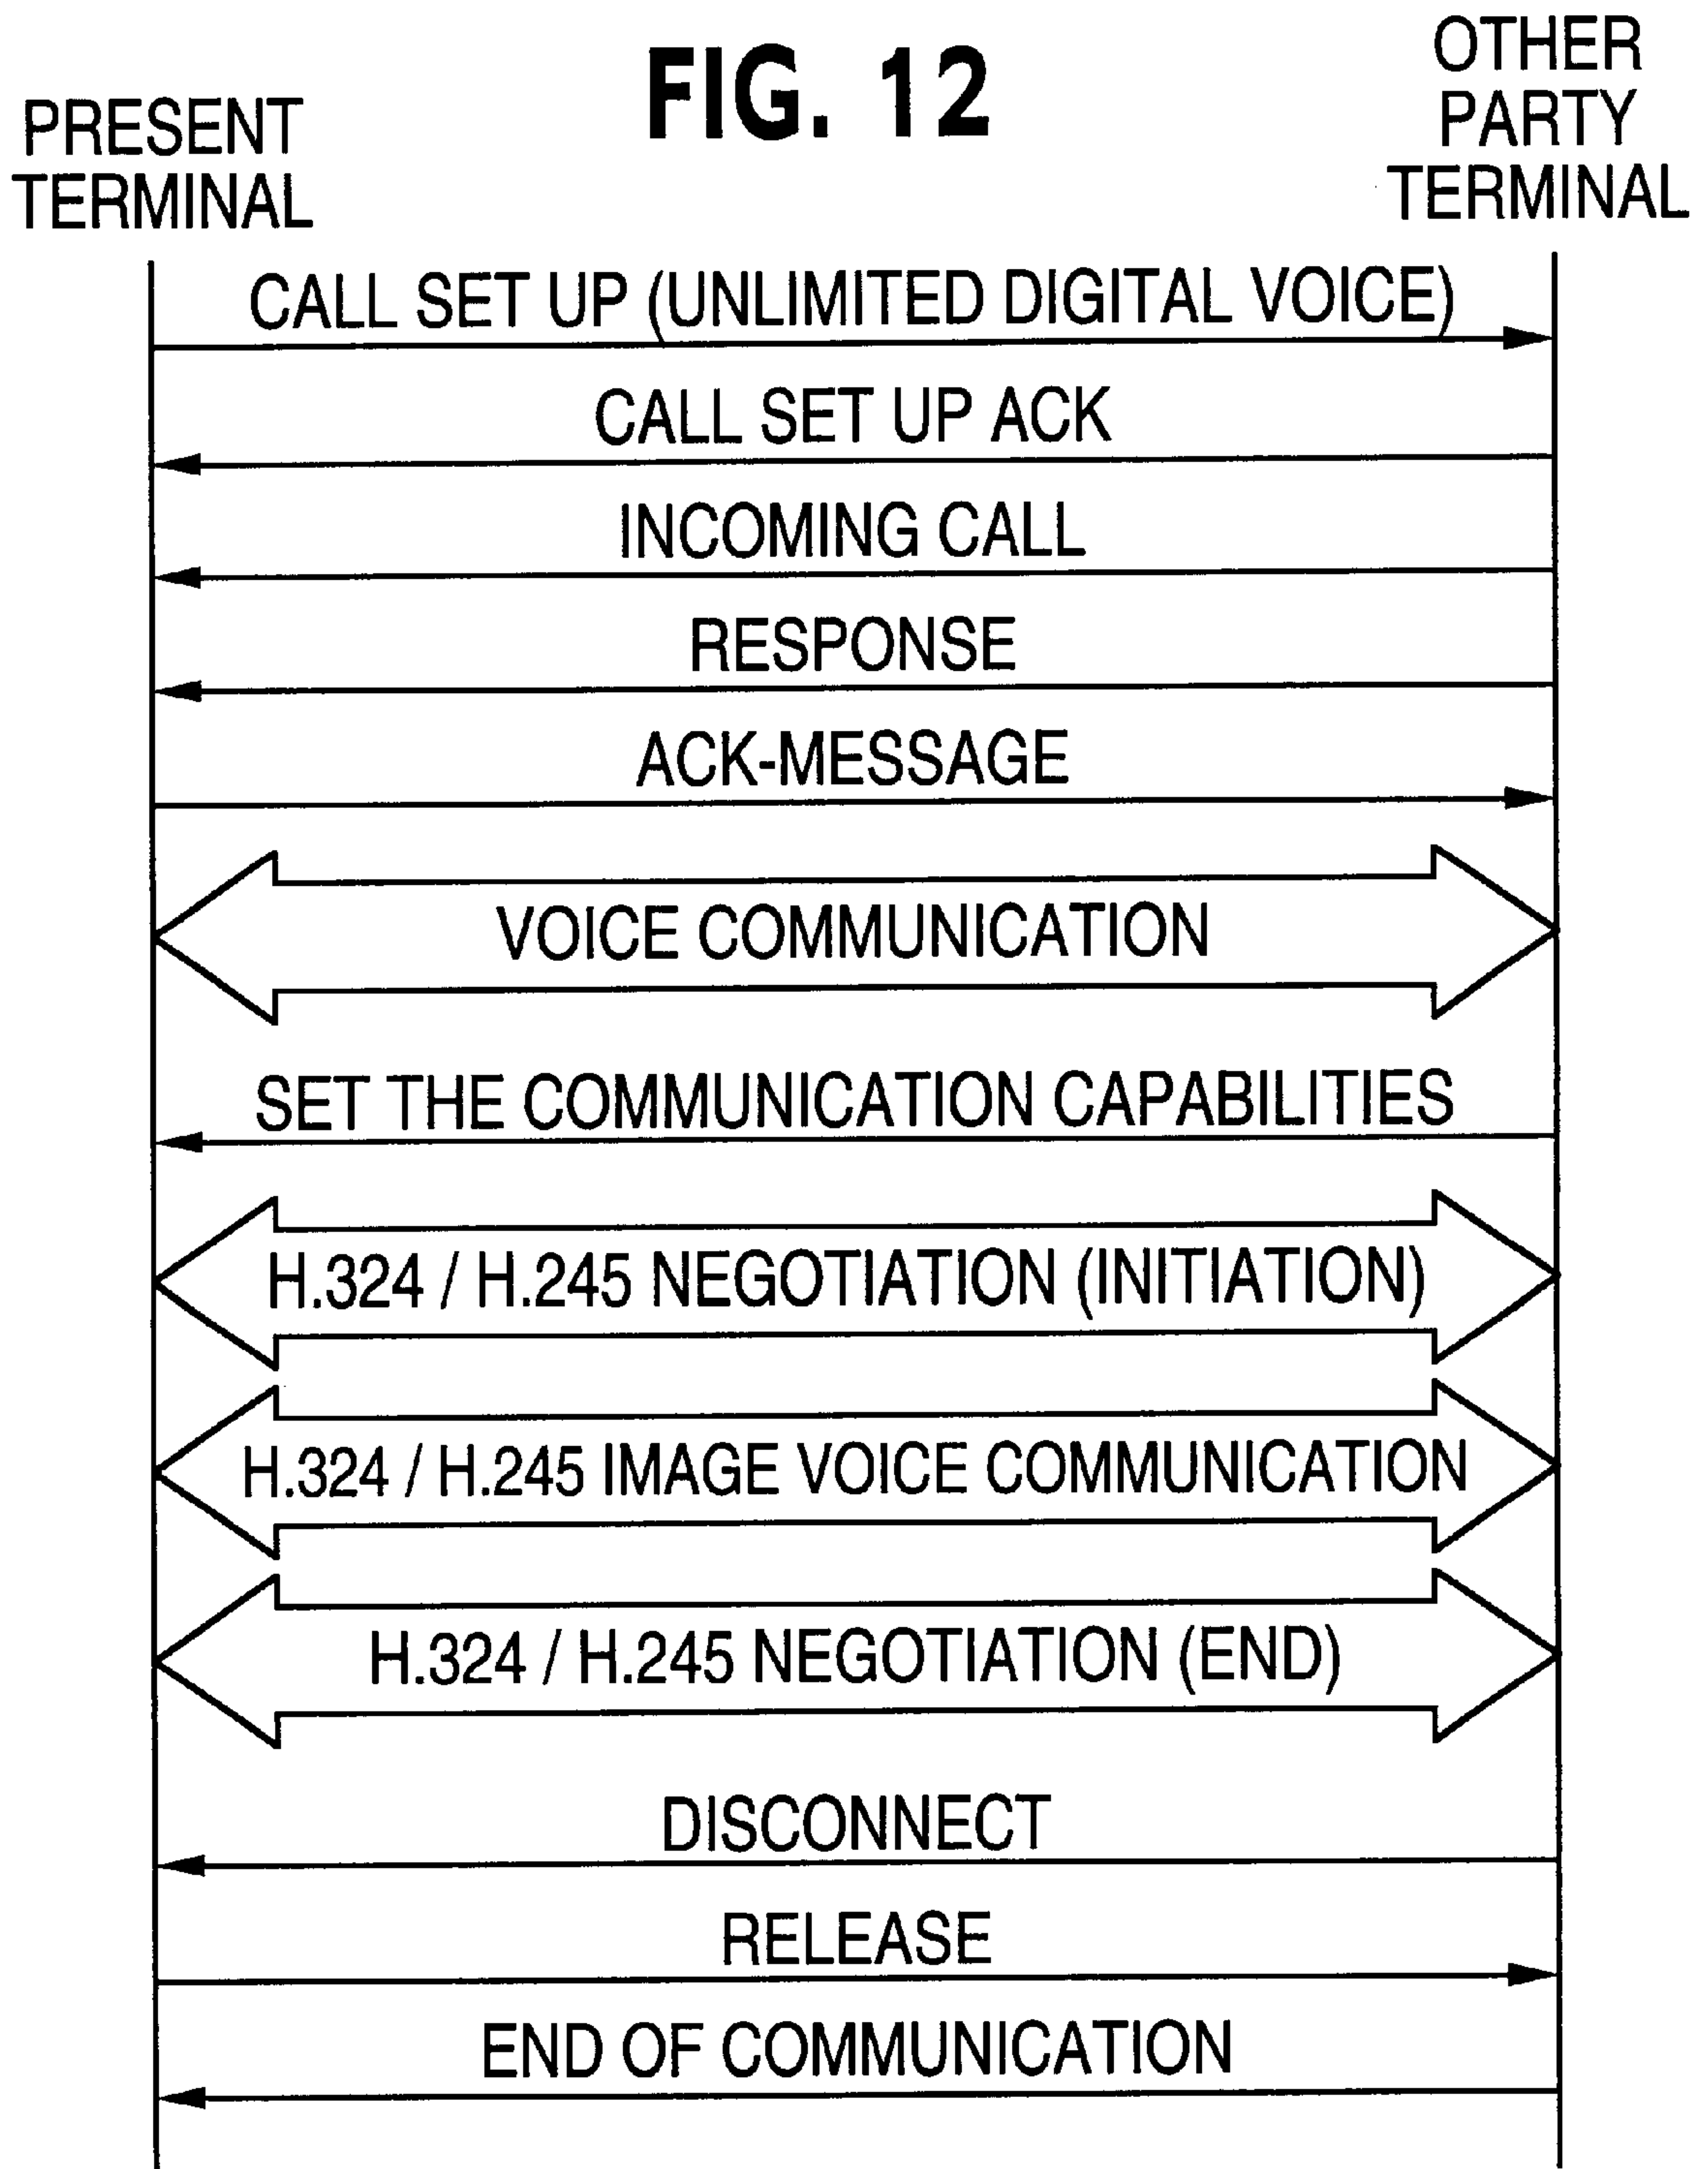 FIG. 12
PRESENT
TERMINAL
OTHER
PARTY
TERMINAL
CALL SET UP (UNLIMITED DIGITAL VOICE)
CALL SET UP ACK
INCOMING CALL
RESPONSE
ACK-MESSAGE
VOICE COMMUNICATION
SET THE COMMUNICATION CAPABILITIES
H.324 / H.245 NEGOTIATION (INITIATION)
H.324 / H.245 IMAGE VOICE COMMUNICATION
H.324 / H.245 NEGOTIATION (END)
DISCONNECT
RELEASE
END OF COMMUNICATION